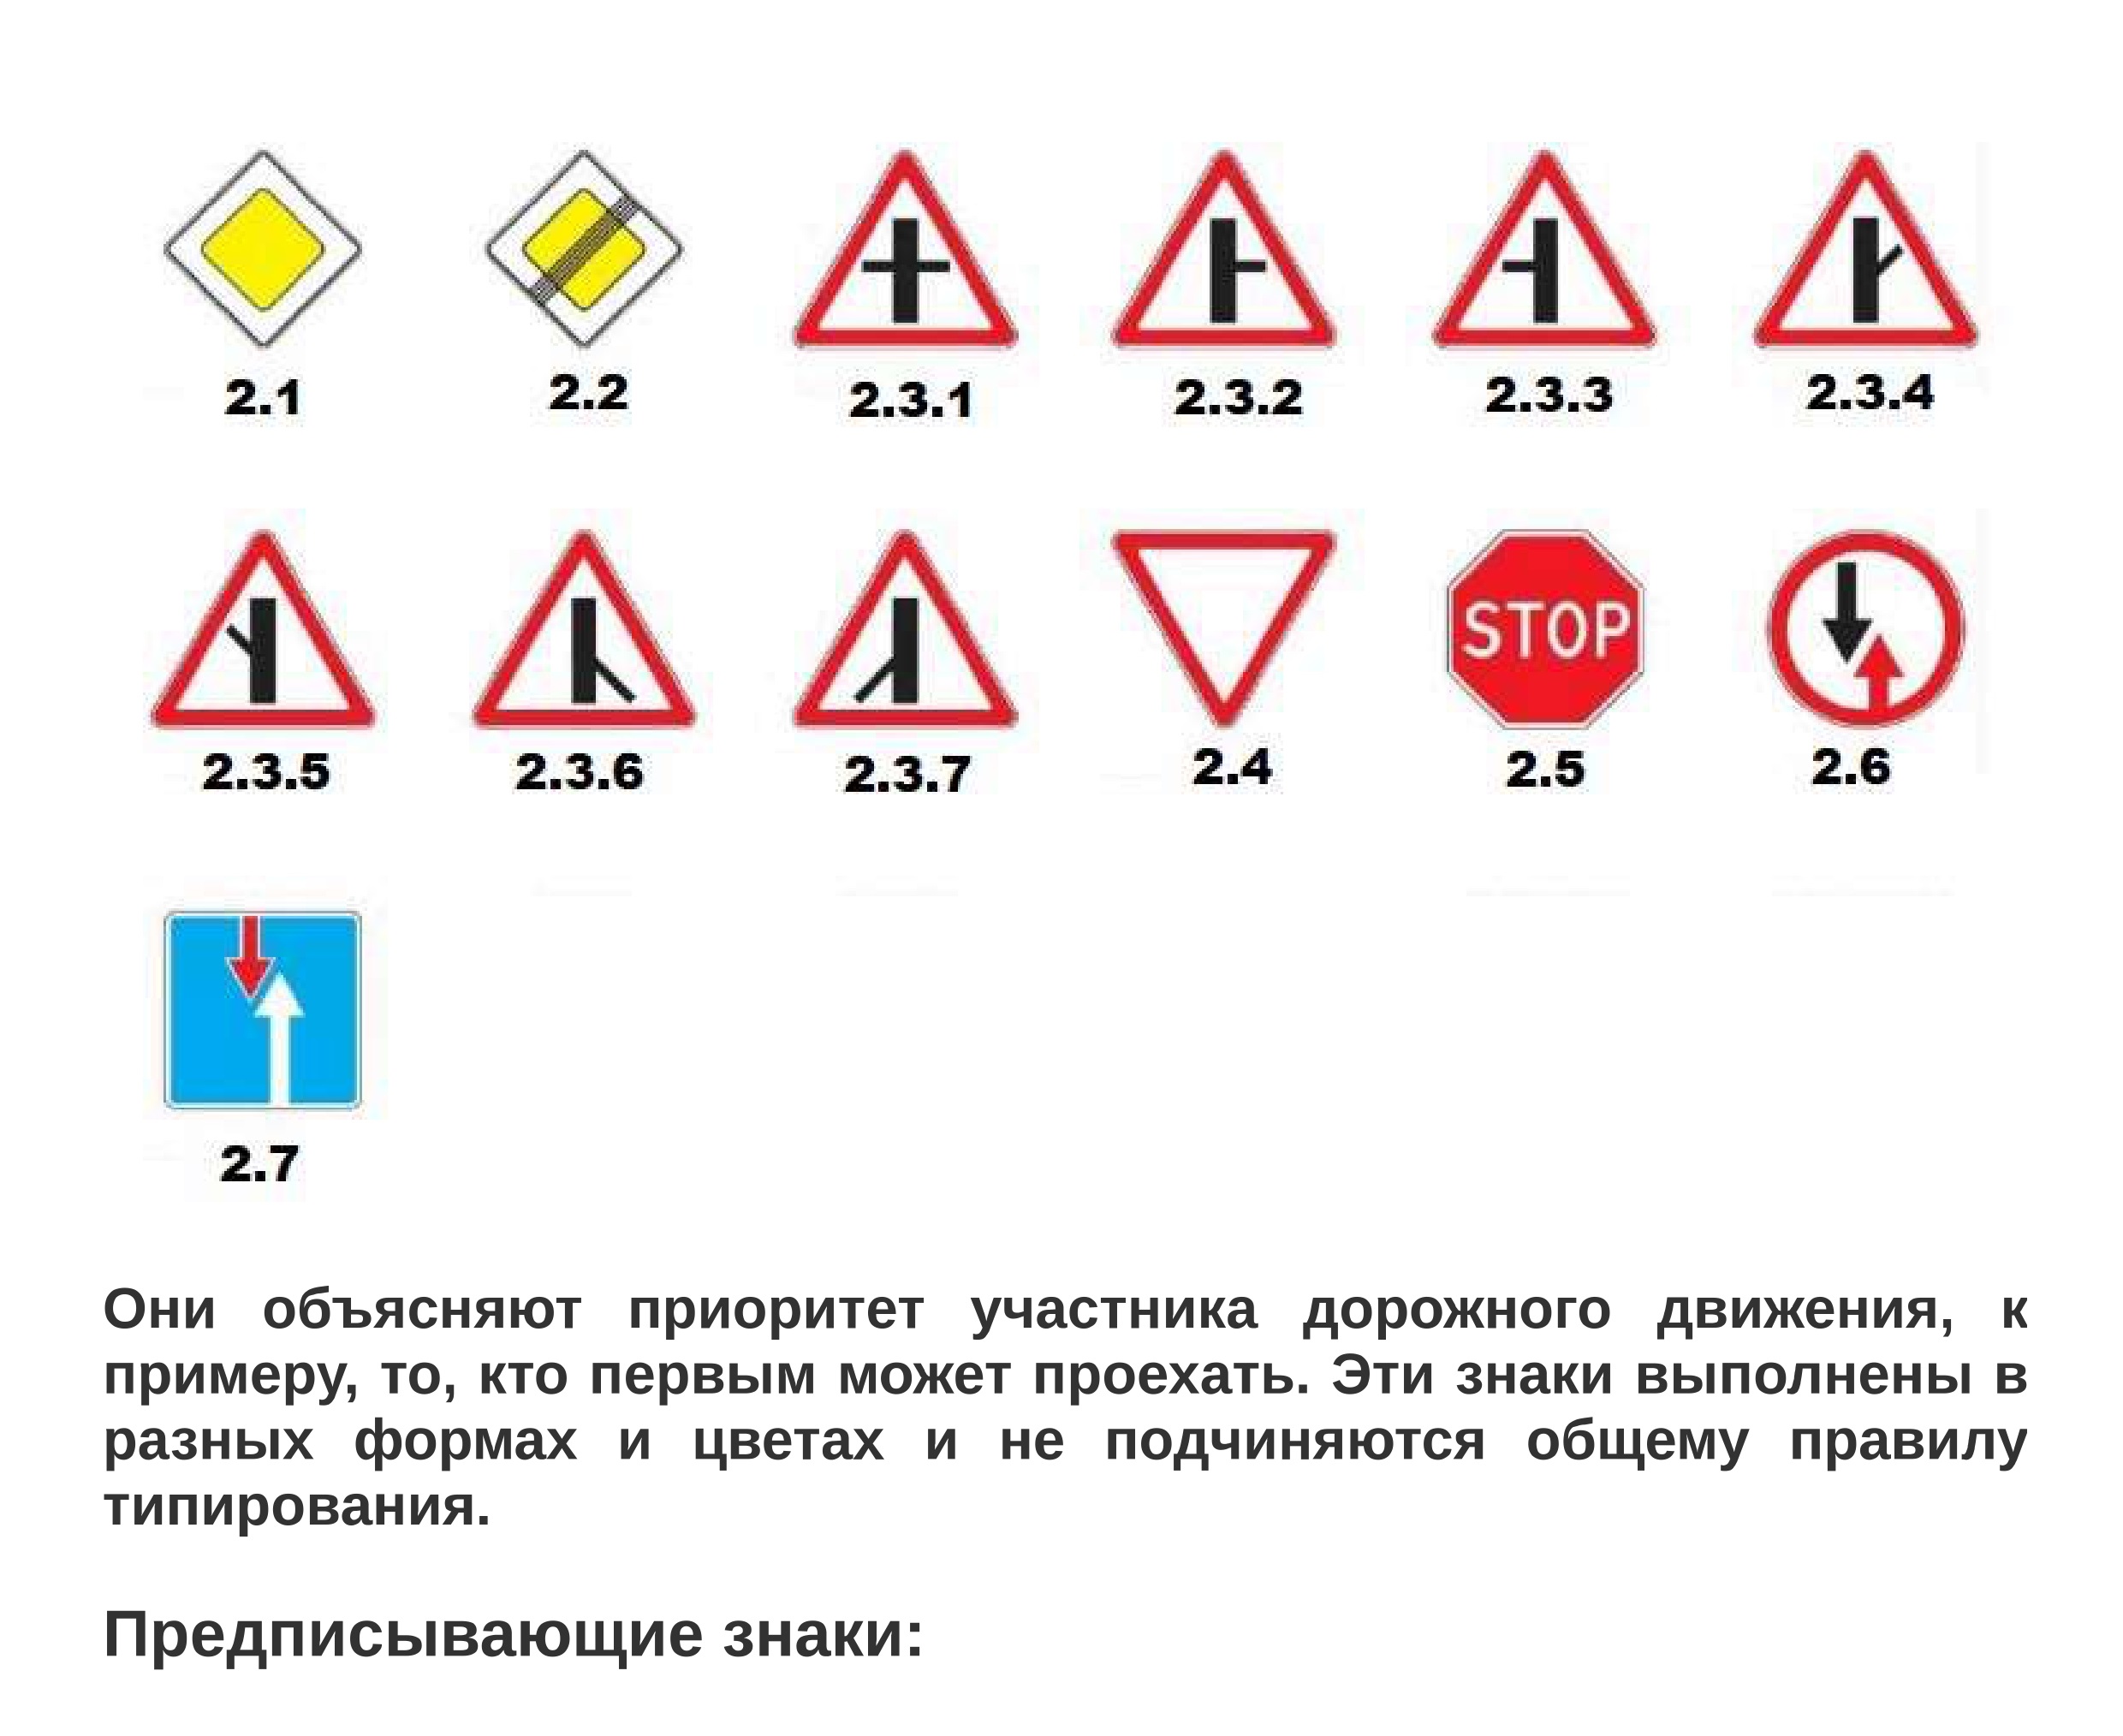 2.1 2.2 2.3.1 2.3.2 2.3.3 2.3.4
STOP
2.3.5 2.3.6 2.3.7 2.4 2.5 2.6
2.7
Они объясняют приоритет участника дорожного движения, к
примеру, то, кто первым может проехать. Эти знаки выполнены в
разных формах и цветах и не подчиняются общему правилу
типирования.
Предписывающие знаки: